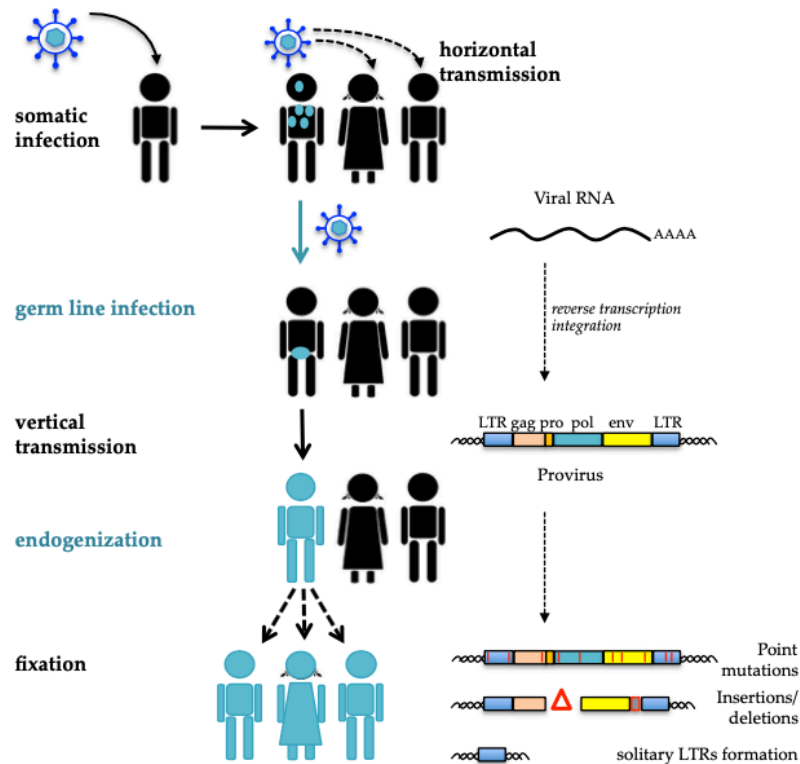 somatic
infection
horizontal
transmission
germ line infection
vertical
transmission
endogenization
fixation
Viral RNA
AAAA
reverse transcription
integration
LTR gag pro pol env LTR
Provirus
Point
mutations
Insertions/
deletions
Δ
solitary LTRs formation